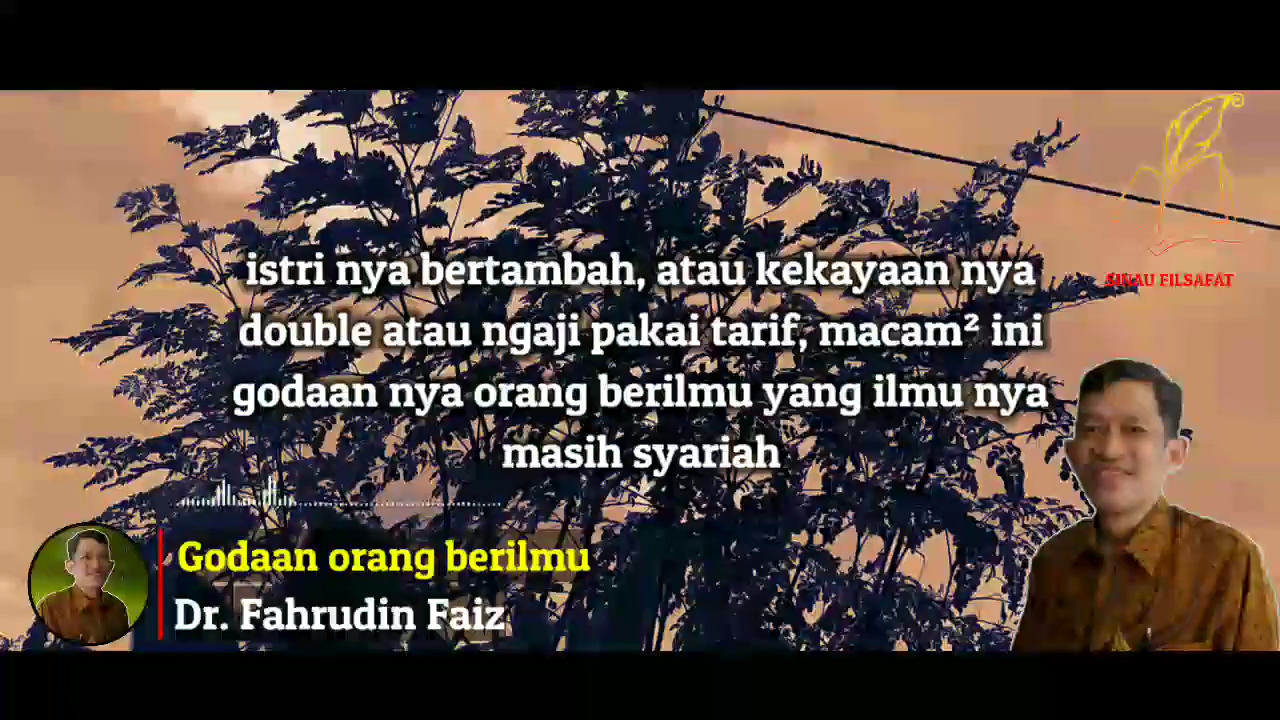 istri nya bertambah, atau kekayaan nya
double atau ngaji pakai tarif, macam² ini
godaan nya orang berilmu yang ilmu nya
masih syariah
SINAU FILSAFAT
Godaan orang berilmu
Dr. Fahrudin Faiz